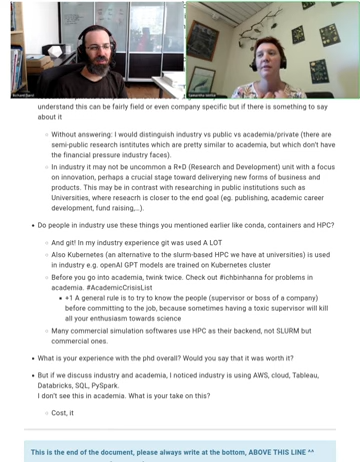 understand this can be fairly field or even company specific but if there is something to say
about it
Without answering: I would distinguish industry vs public vs academia/private (there are
semi-public research isntitutes which are pretty similar to academia, but which don't have
the financial pressure industry faces).
In industry it may not be uncommon a R+D (Research and Development) unit with a focus
on innovation, perhaps a crucial stage toward deliverying new forms of business and
products. This may be in contrast with researching in public institutions such as
Universities, where reseacrh is closer to the end goal (eg. publishing, academic career
development, fund raising,...).
Do people in industry use these things you mentioned earlier like conda, containers and HPC?
And git! In my industry experience git was used A LOT
Also Kubernetes (an alternative to the slurm-based HPC we have at universities) is used
in industry e.g. openAI GPT models are trained on Kubernetes cluster
Before you go into academia, twink twice. Check out #ichbinhanna for problems in
academia. #AcademicCrisisList
+1 A general rule is to try to know the people (supervisor or boss of a company)
before committing to the job, because sometimes having a toxic supervisor will kill
all your enthusiasm towards science
Many commercial simulation softwares use HPC as their backend, not SLURM but
commercial ones.
What is your experience with the phd overall? Would you say that it was worth it?
But if we discuss industry and academia, I noticed industry is using AWS, cloud, Tableau,
Databricks, SQL, PySpark.
I don't see this in academia. What is your take on this?
Cost, it
This is the end of the document, please always write at the bottom, ABOVE THIS LINE ^^